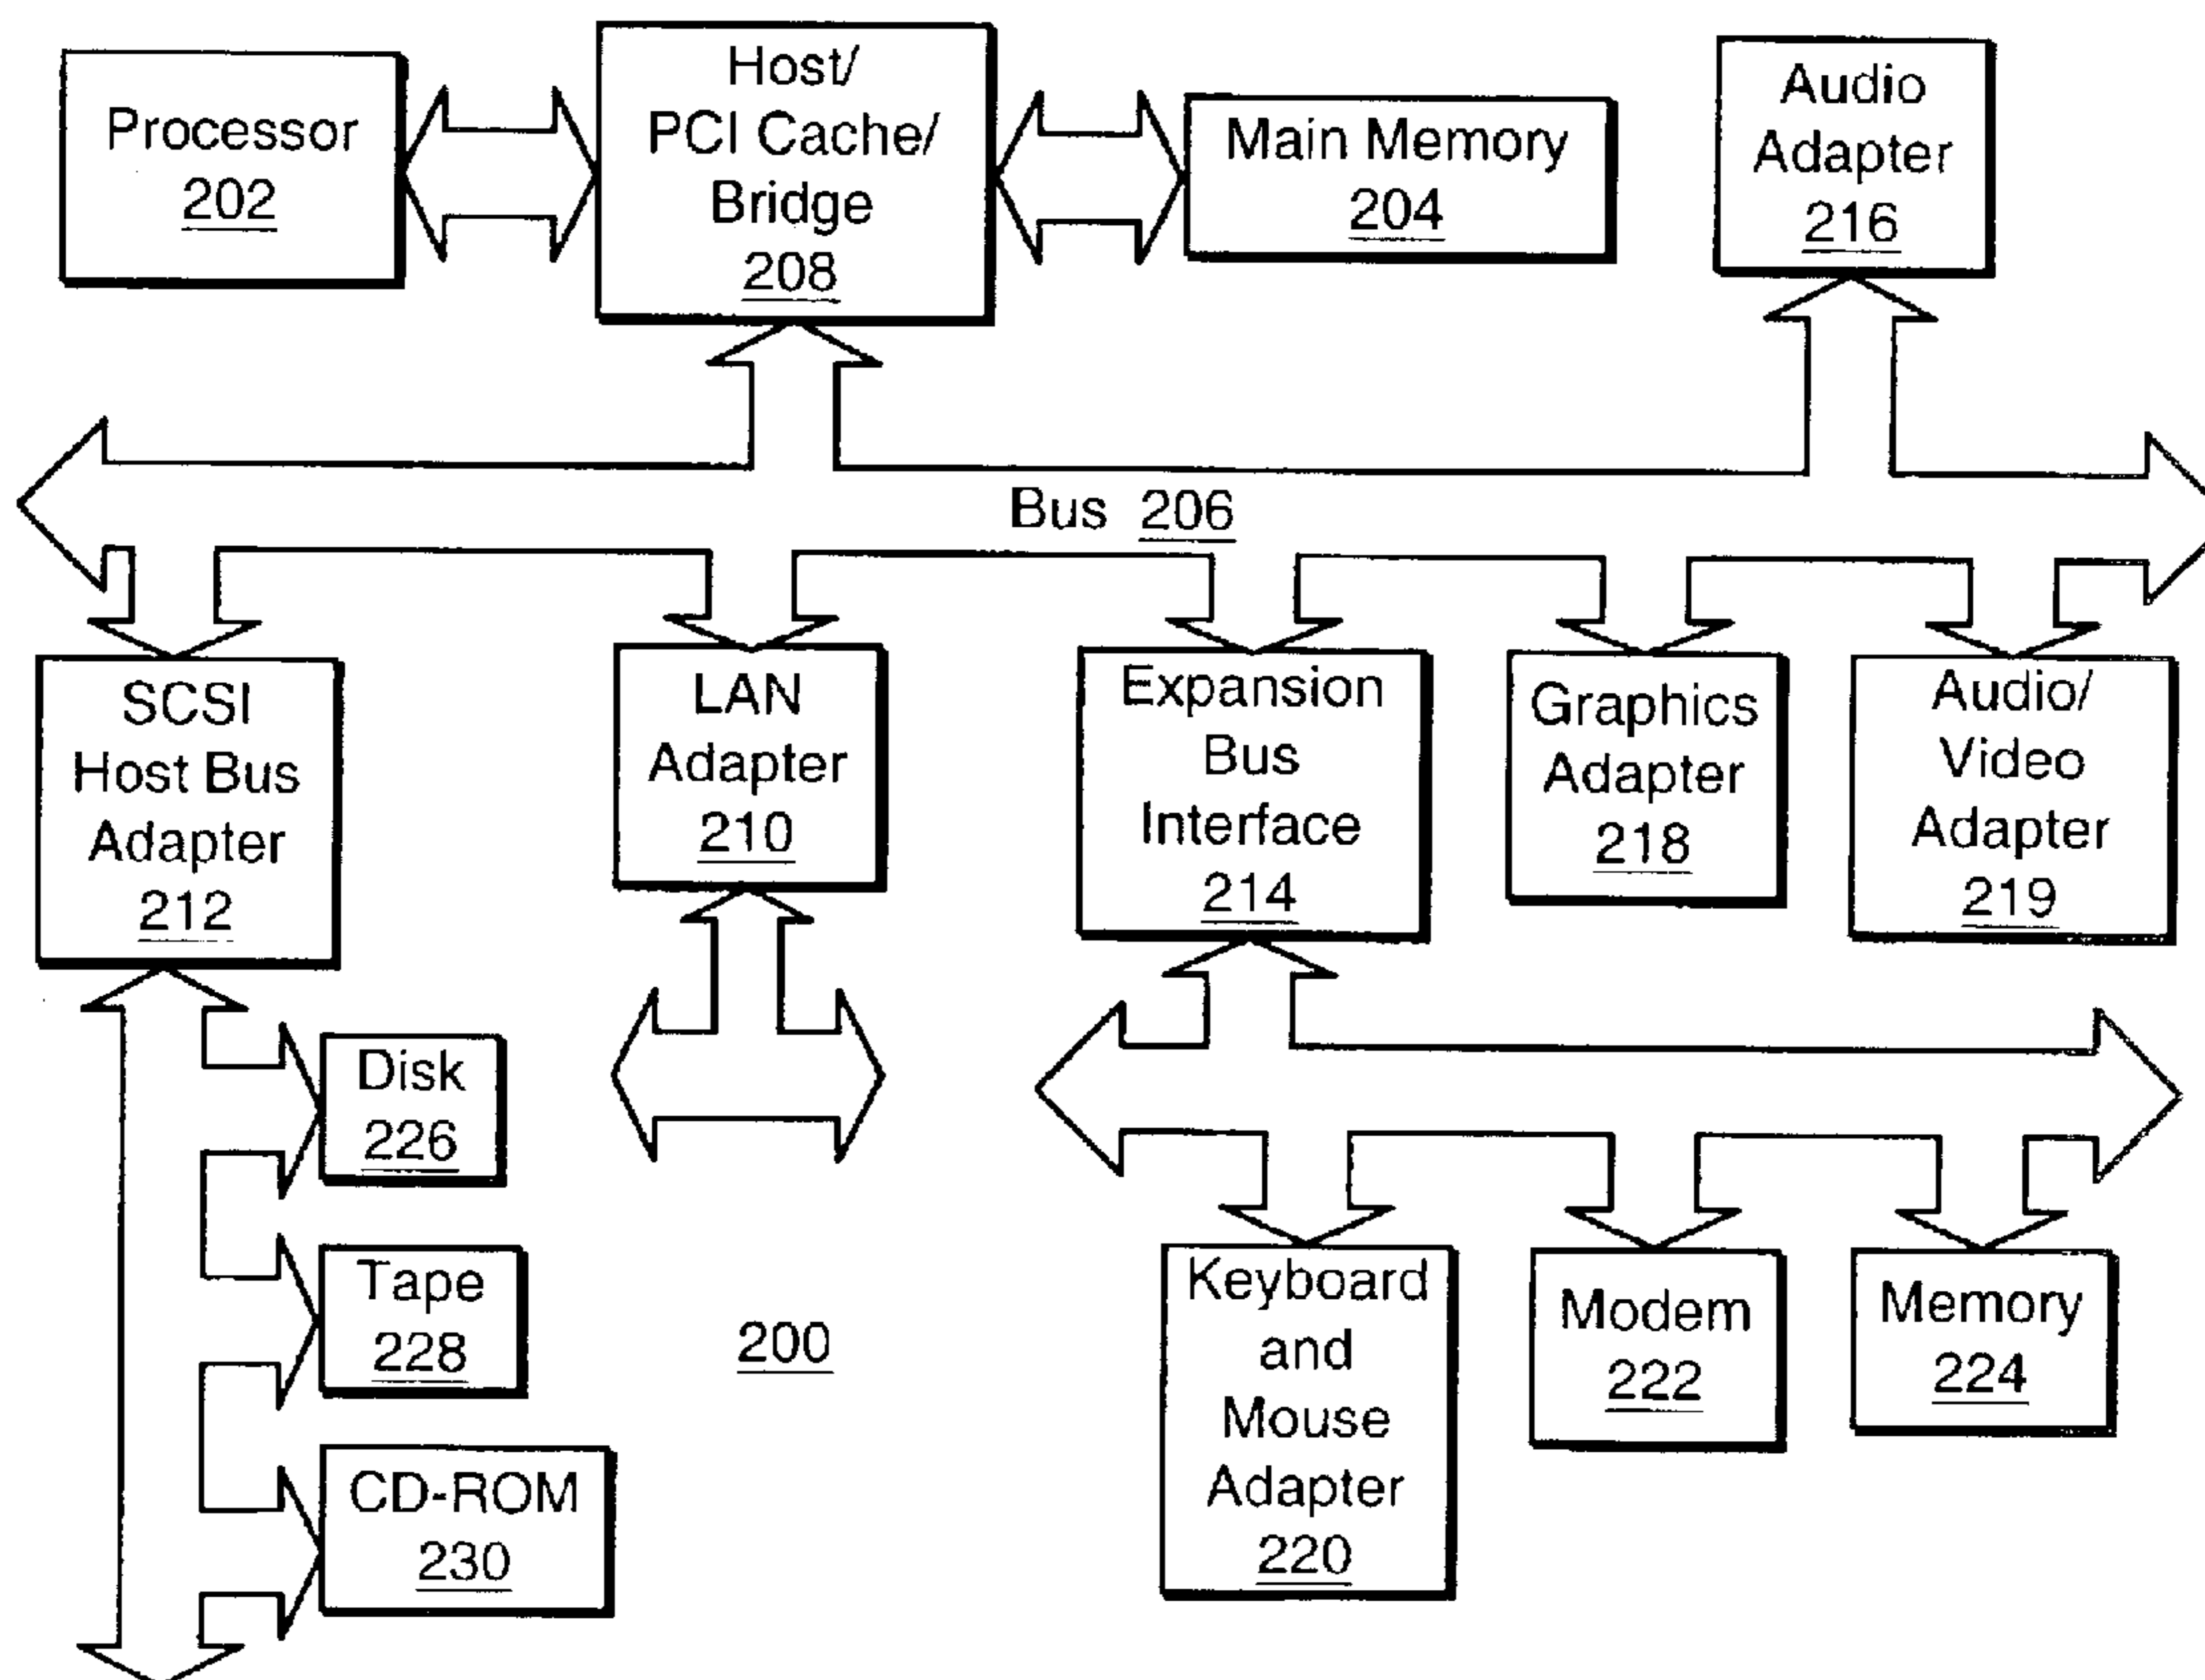 Processor
202
Host/
PCI Cache/
Bridge
208
Main Memory
204
Audio
Adapter
216
Bus 206
SCSI
Host Bus
Adapter
212
LAN
Adapter
210
Expansion
Bus
Interface
214
Graphics
Adapter
218
Audio/
Video
Adapter
219
Disk
226
Tape
228
CD-ROM
230
200
Keyboard
and
Mouse
Adapter
220
Modem
222
Memory
224